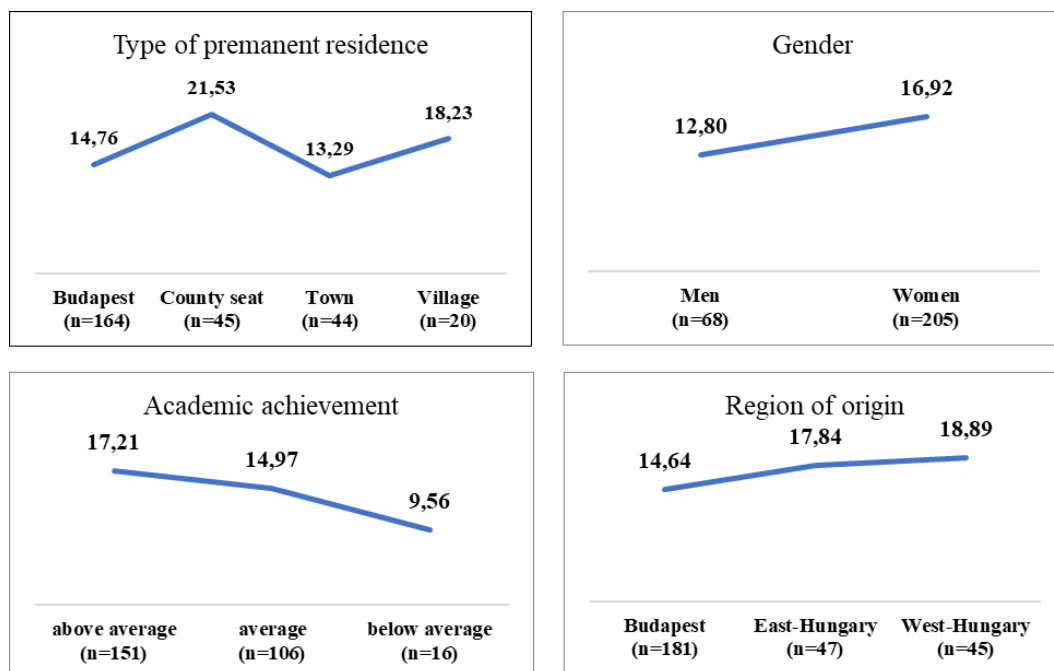 Type of premanent residence
21,53
18,23
14,76
13,29
Budapest County seat Town Village
(n=164) (n=45) (n=44) (n=20)
Gender
16,92
12,80
Men Women
(n=68) (n=205)
Academic achievement
17,21
14,97
9,56
above average average below average
(n=151) (n=106) (n=16)
Region of origin
18,89
17,84
14,64
Budapest East-Hungary West-Hungary
(n=181) (n=47) (n=45)